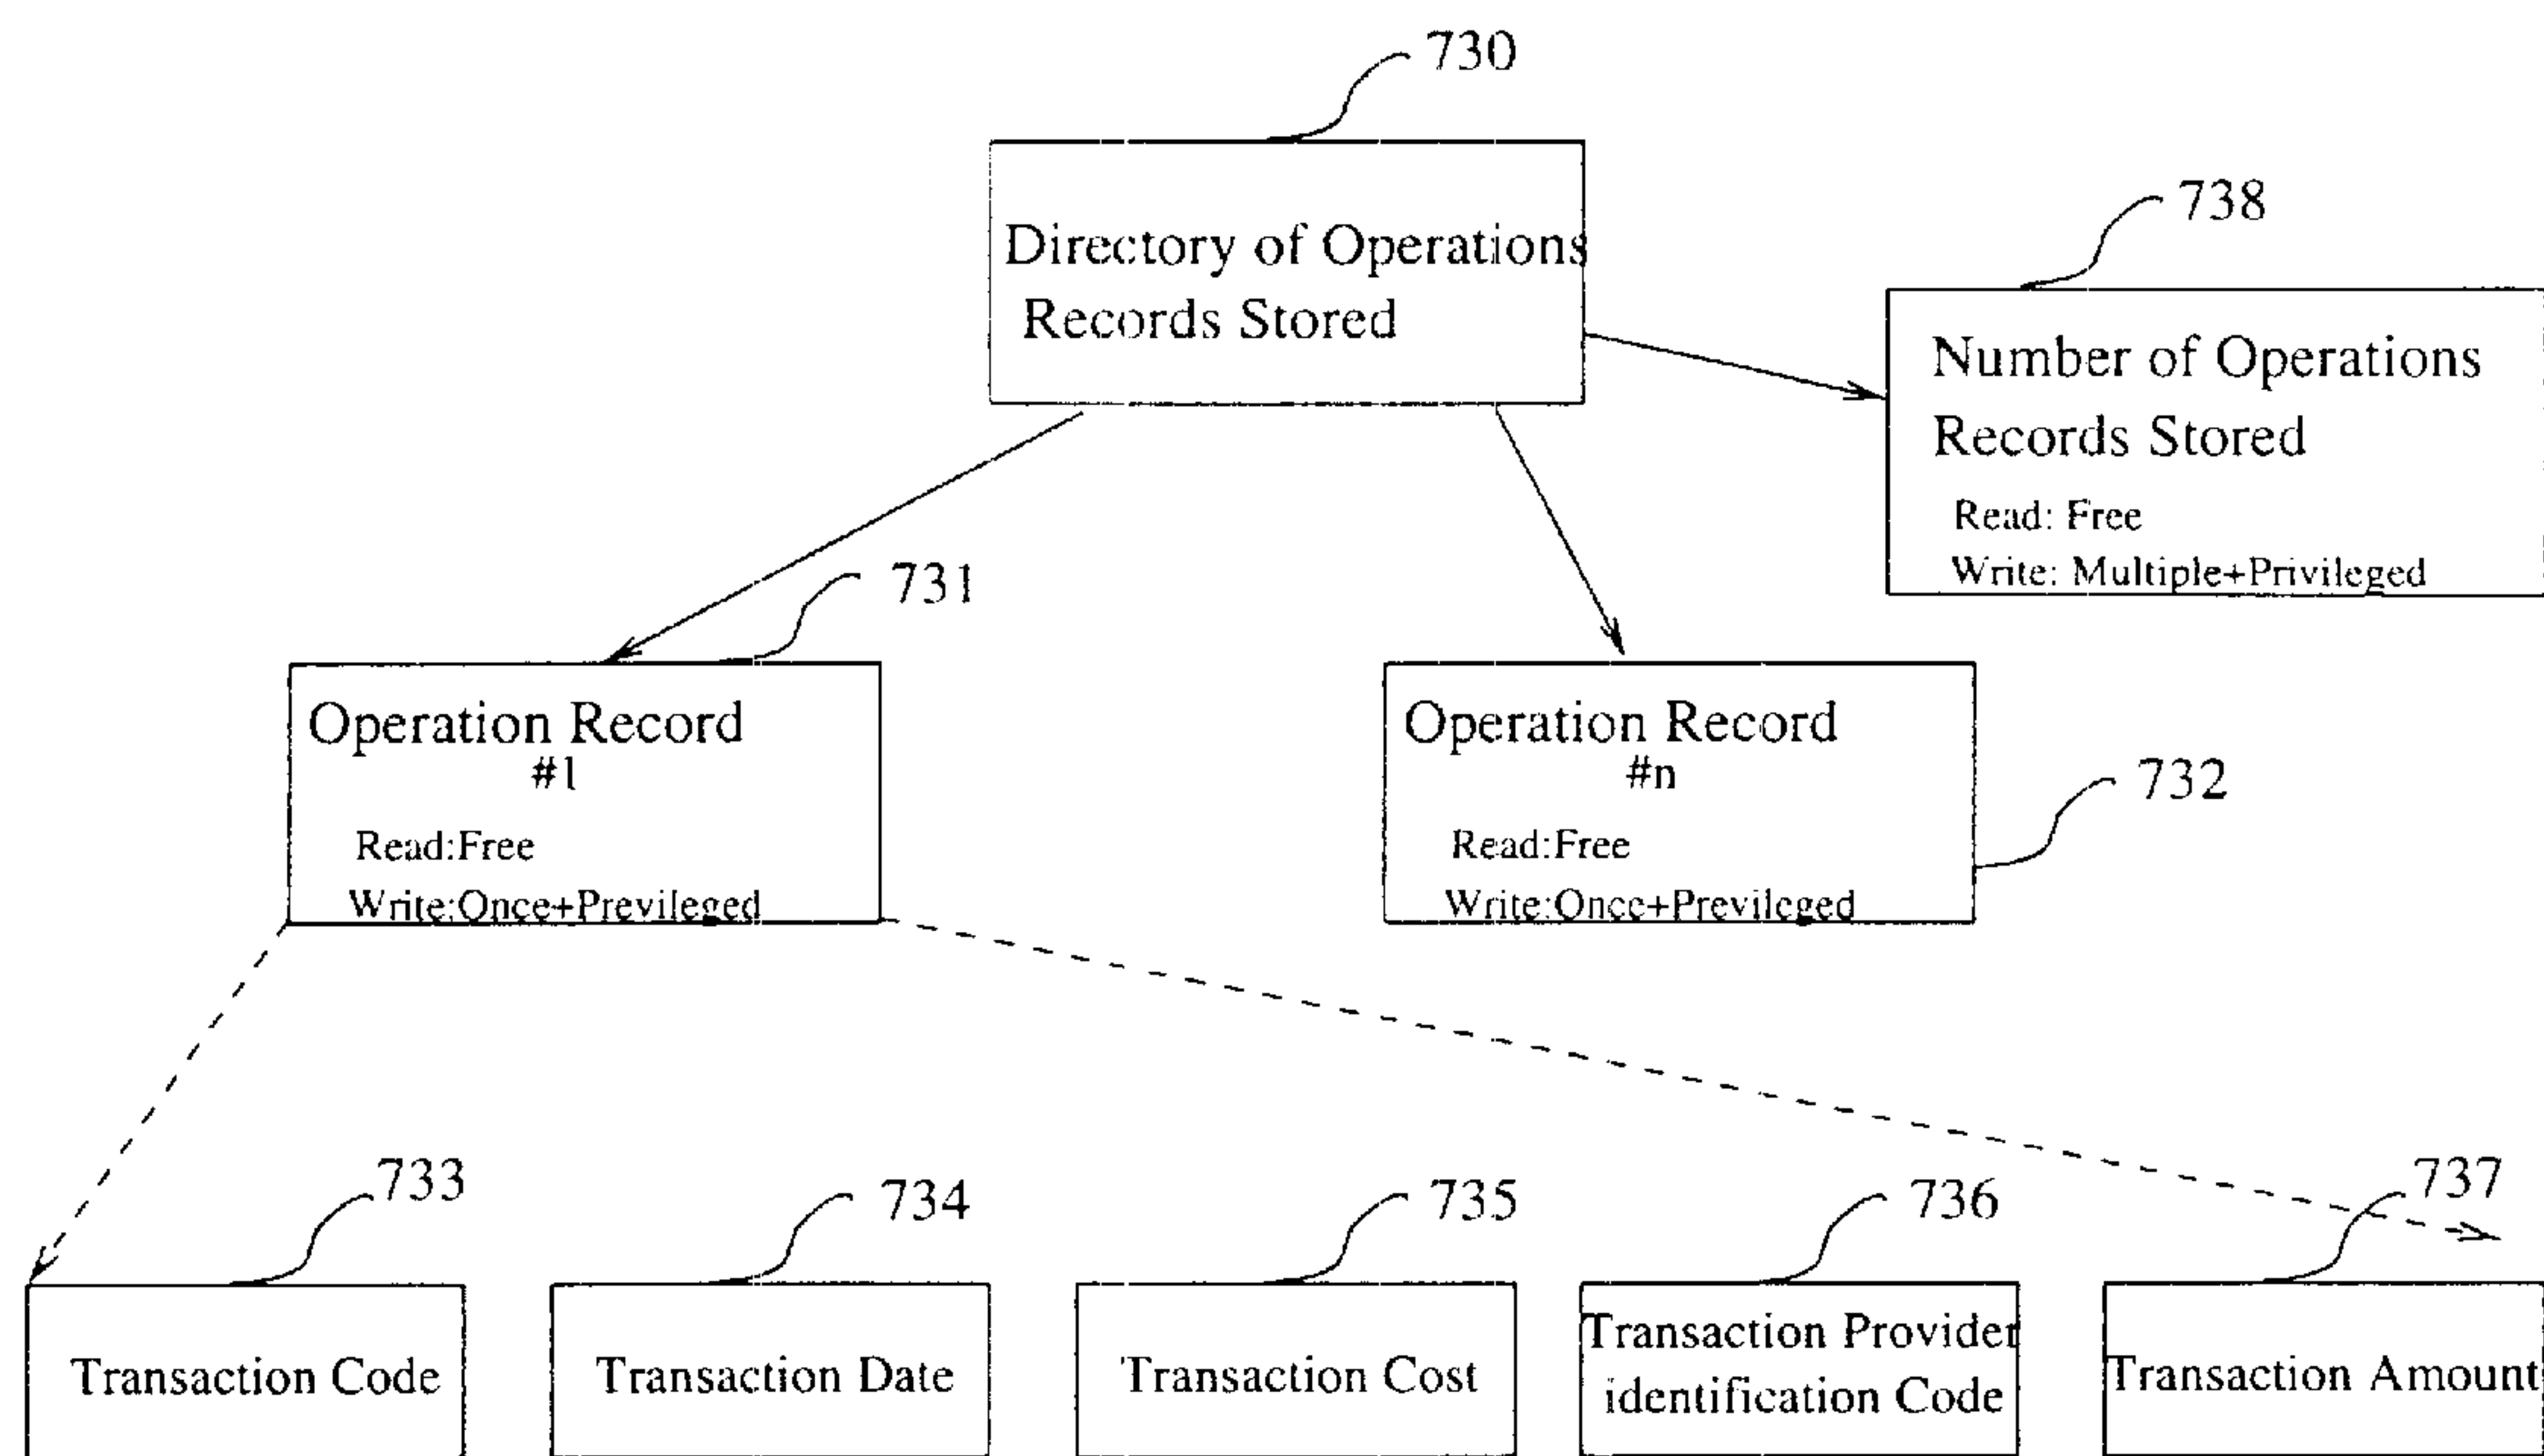 730
Directory of Operations
Records Stored
738
Number of Operations
Records Stored
Read: Free
Write: Multiple+Privileged
731
Operation Record
#1
Read:Free
Write:Once+Previleged
Operation Record
#n
Read:Free
Write:Once+Previleged
732
733
734
735
736
737
Transaction Code
Transaction Date
Transaction Cost
Transaction Provider
identification Code
Transaction Amount